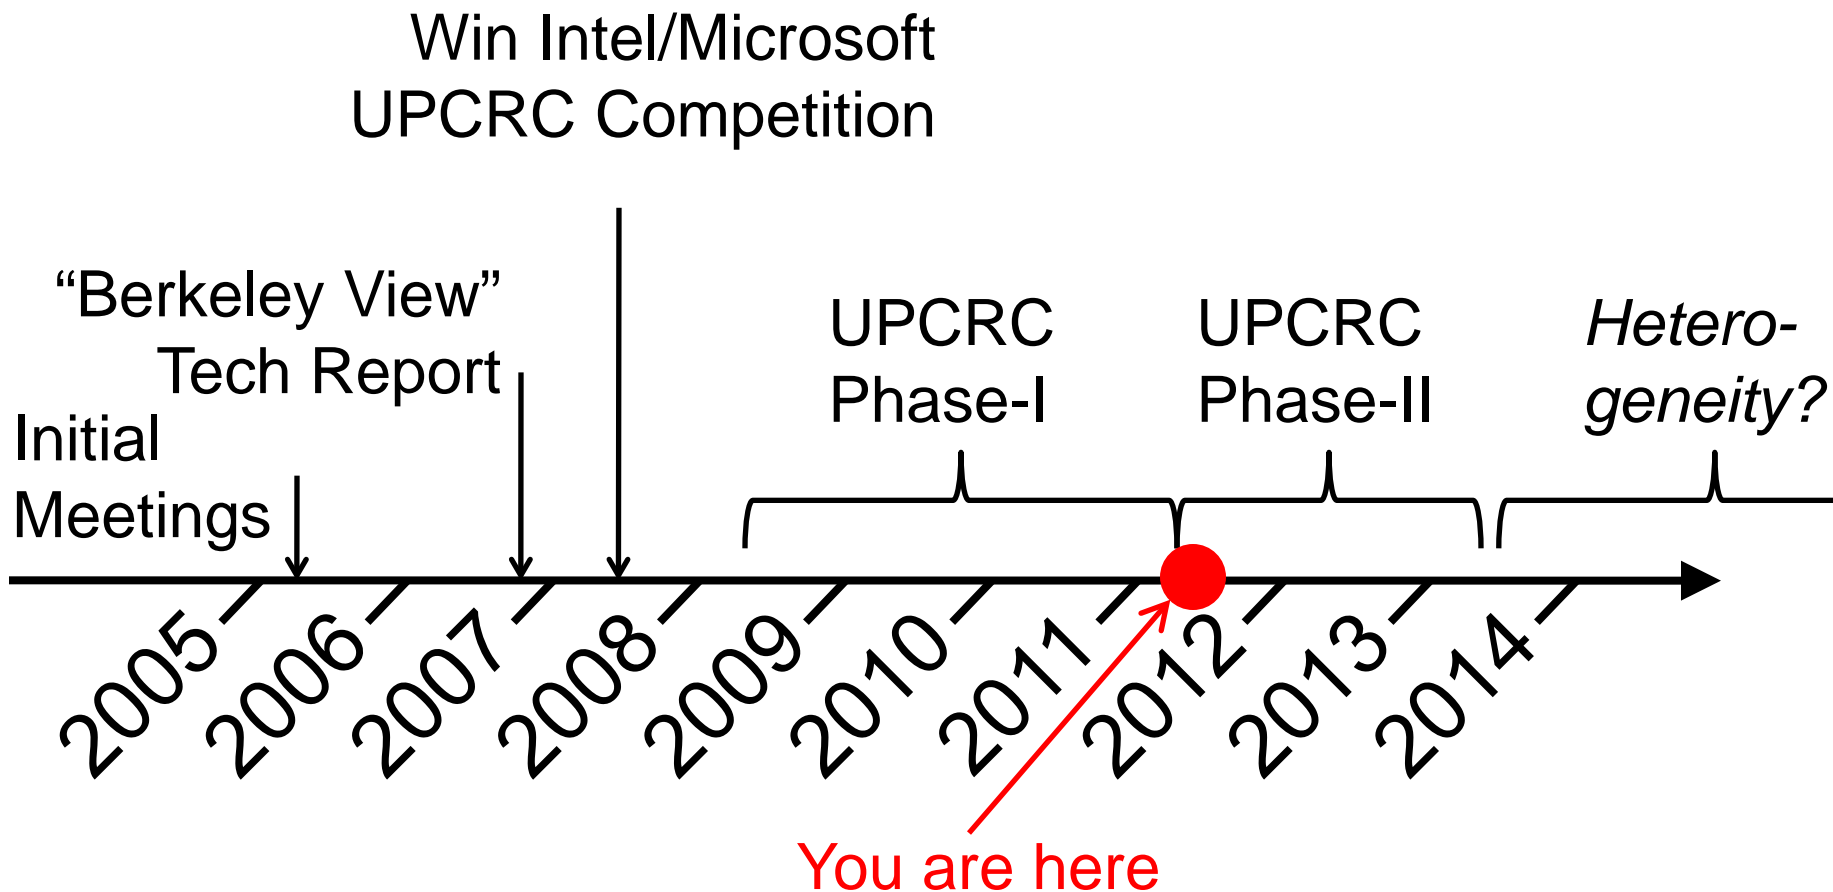 Win Intel/Microsoft
UPCRC Competition
“Berkeley View”
Tech Report
Initial
Meetings
UPCRC
Phase-I
UPCRC
Phase-II
Hetero-
geneity?
2005
2006
2007
2008
2009
2010
2011
2012
2013
2014
You are here